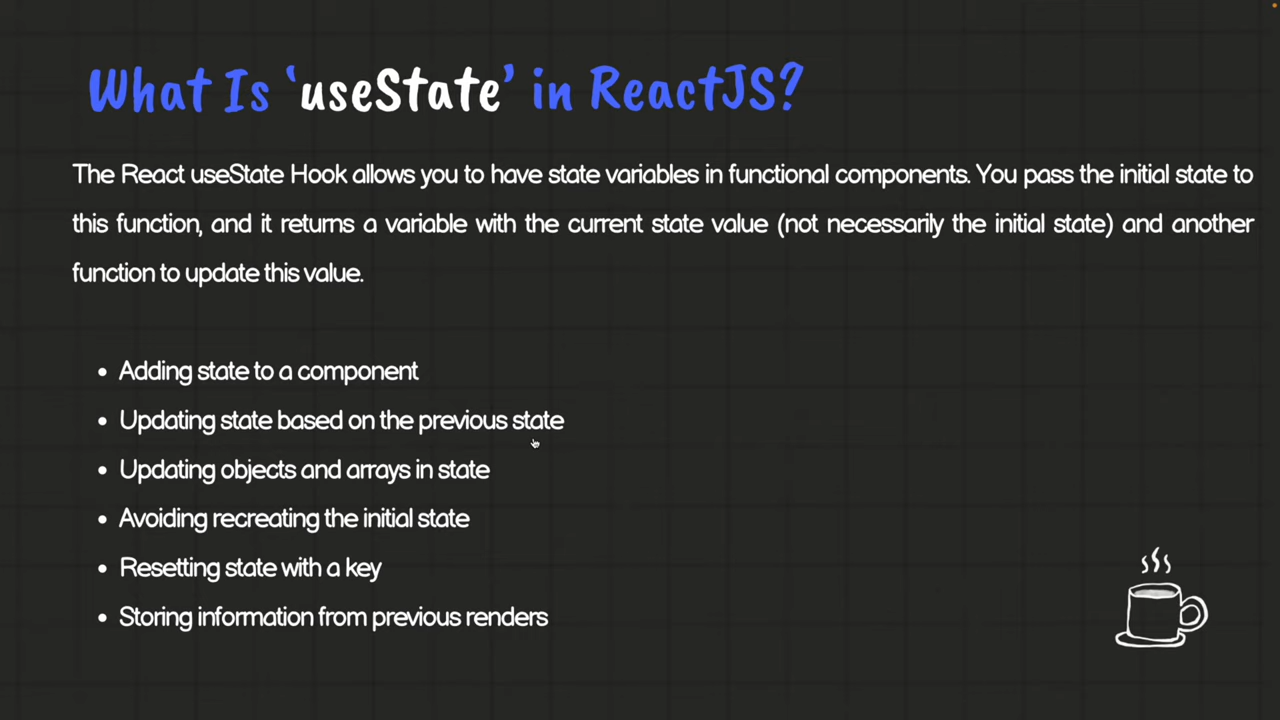 What Is ‘useState’ in ReactJS?
The React useState Hook allows you to have state variables in functional components. You pass the initial state to
this function, and it returns a variable with the current state value (not necessarily the initial state) and another
function to update this value.
• Adding state to a component
• Updating state based on the previous state
• Updating objects and arrays in state
• Avoiding recreating the initial state
• Resetting state with a key
• Storing information from previous renders